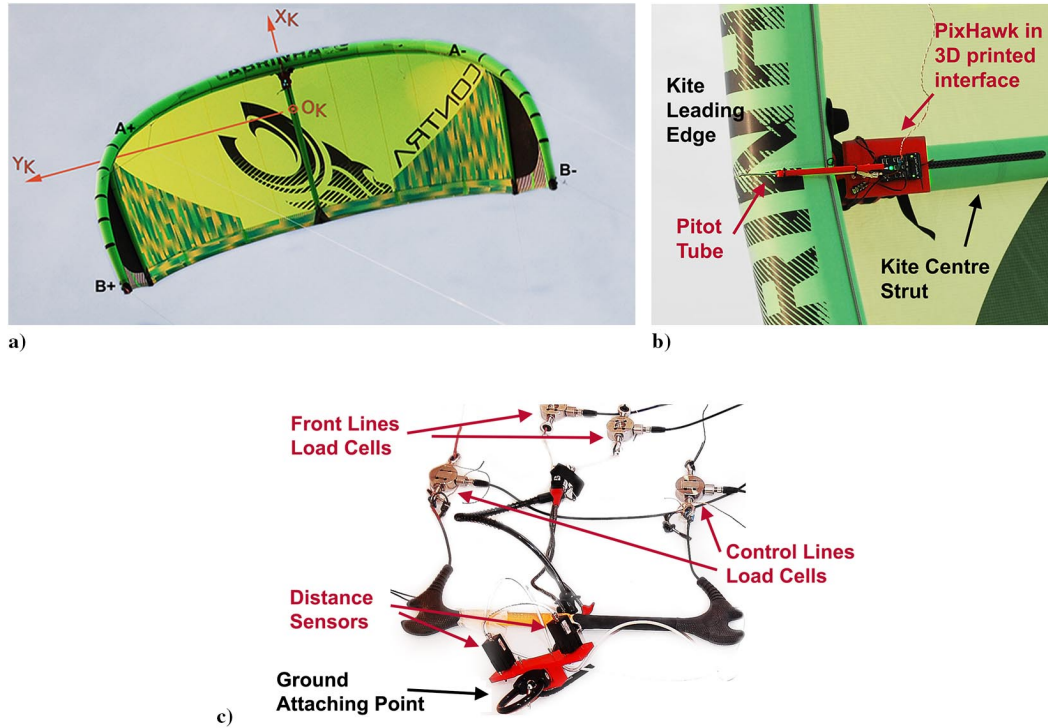 X_K
A-
CONTRA
O_K
A+
Y_K
B-
B+
a)
PixHawk in
3D printed
interface
Kite
Leading
Edge
Pitot
Tube
Kite Centre
Strut
b)
Front Lines
Load Cells
Control Lines
Load Cells
Distance
Sensors
Ground
Attaching Point
c)